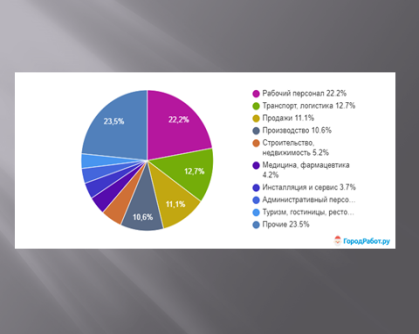 23,5%
22,2%
12,7%
11,1%
10,6%
Рабочий персонал 22.2%
Транспорт, логистика 12.7%
Продажи 11.1%
Производство 10.6%
Строительство,
недвижимость 5.2%
Медицина, фармацевтика
4.2%
Инсталляция и сервис 3.7%
Административный персо...
Туризм, гостиницы, ресто...
Прочие 23.5%
ГородРабот.ру